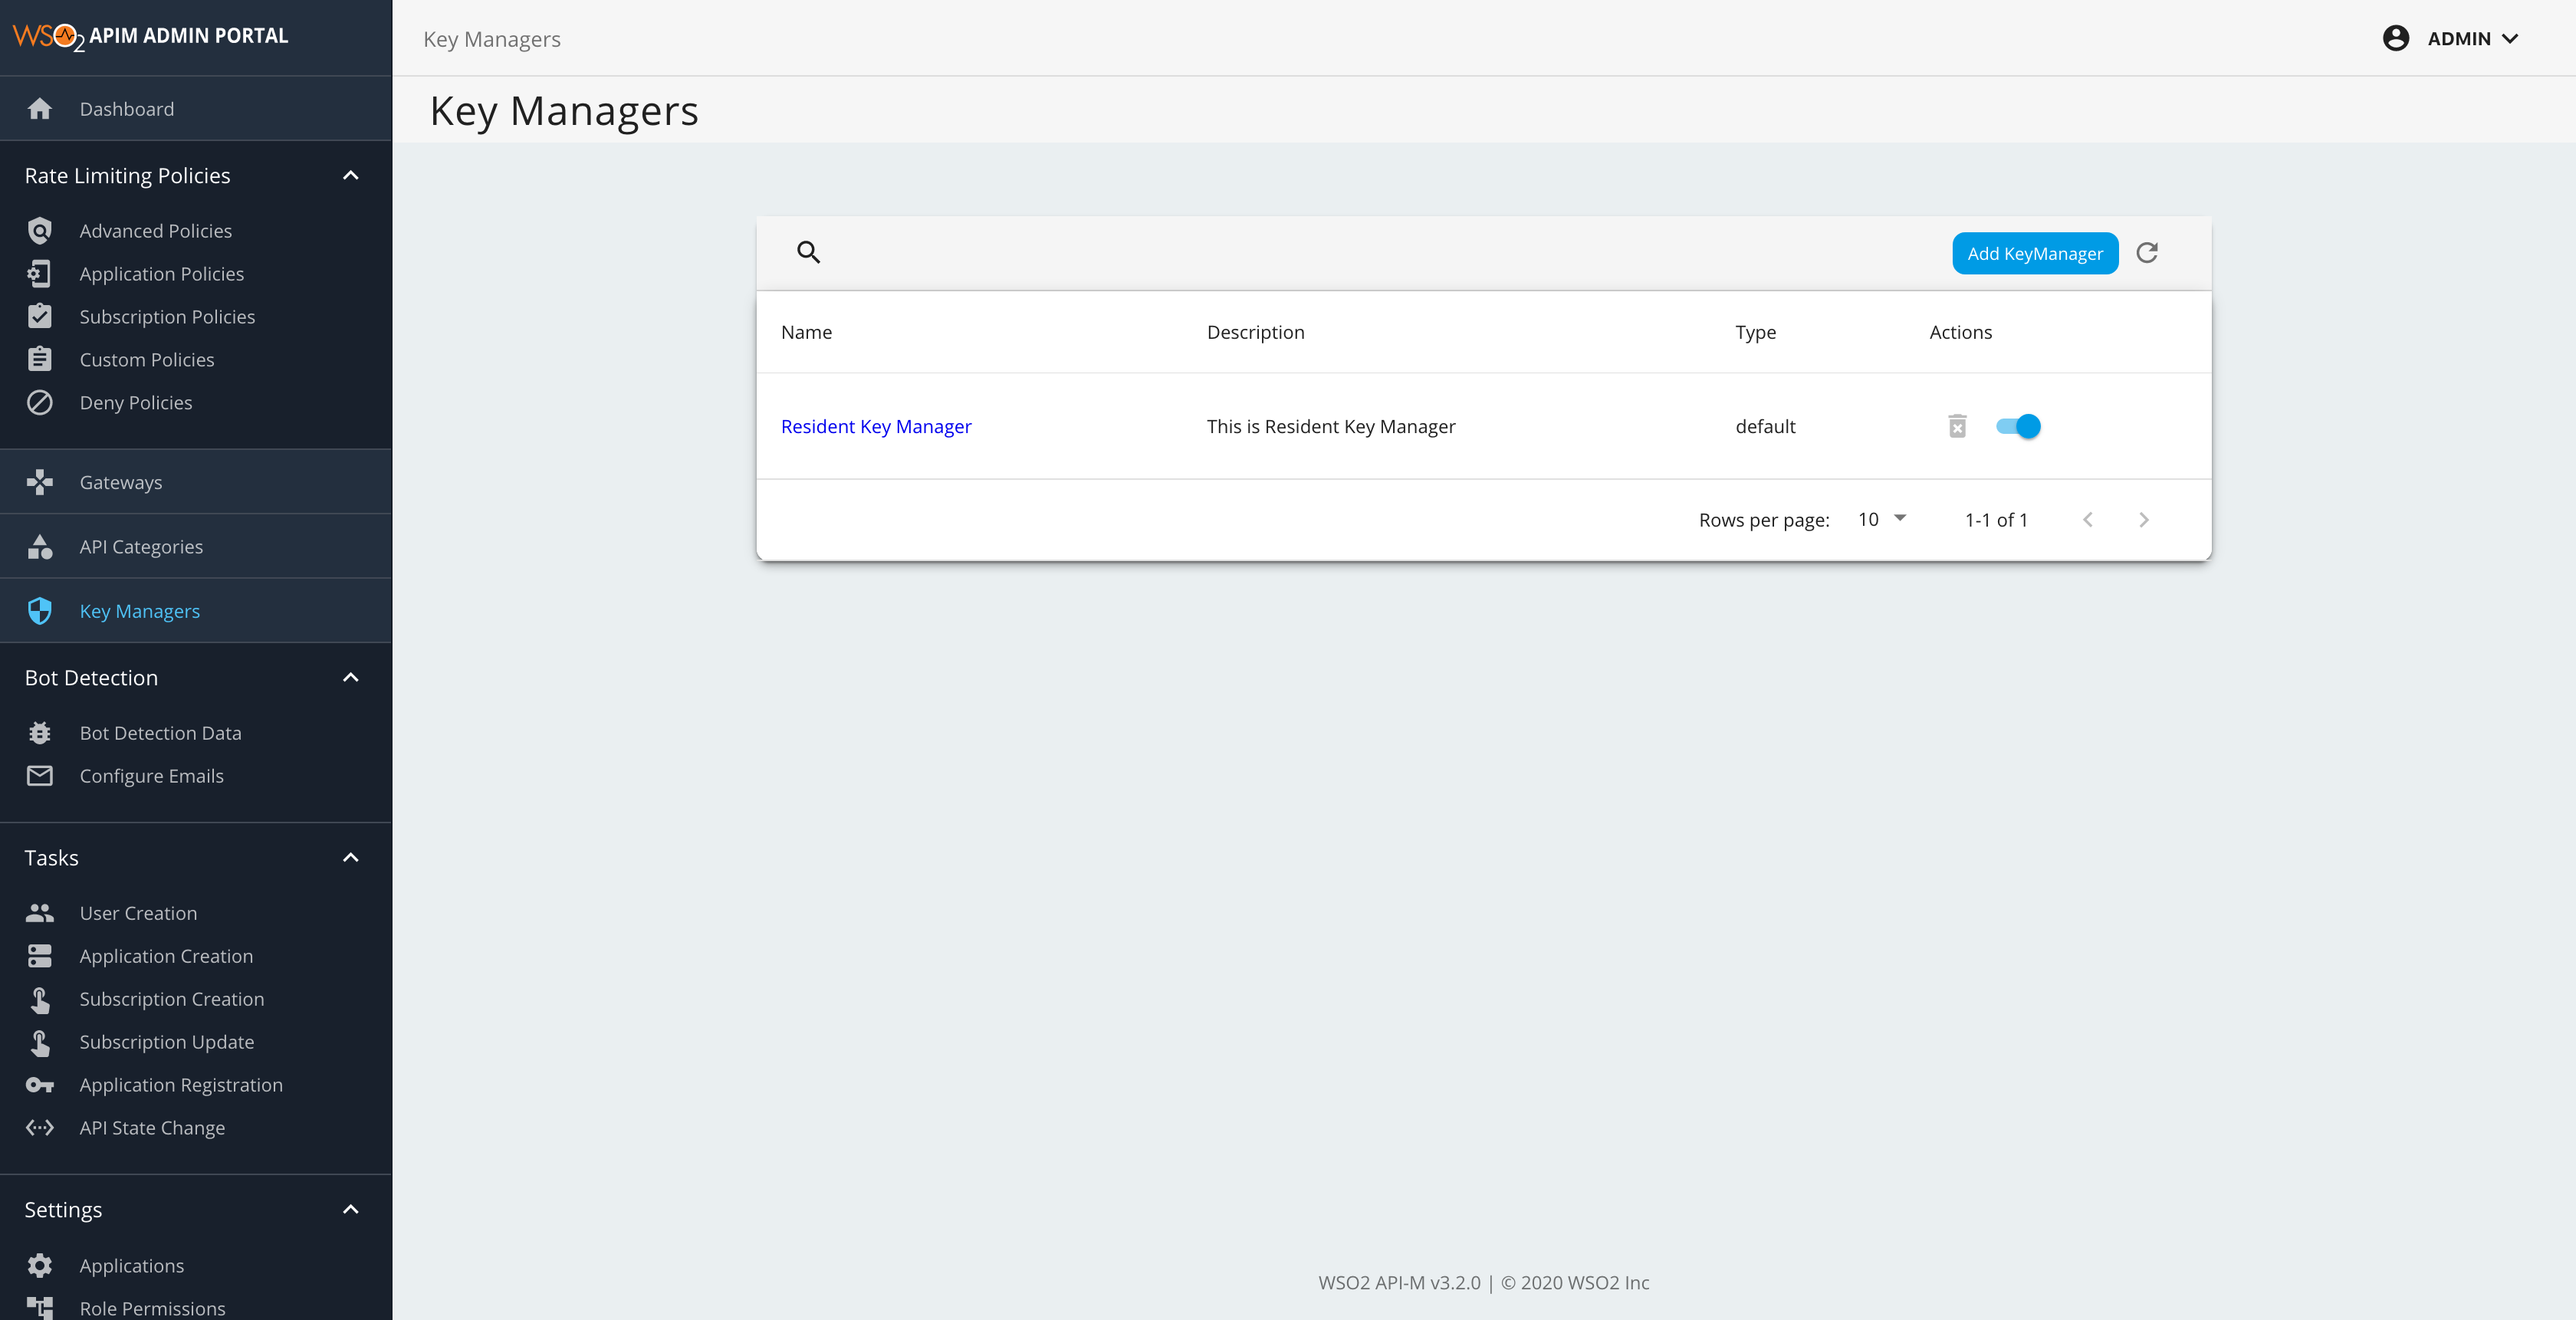 WSO2 APIM ADMIN PORTAL
Dashboard
Rate Limiting Policies
Advanced Policies
Application Policies
Subscription Policies
Custom Policies
Deny Policies
Gateways
API Categories
Key Managers
Bot Detection
Bot Detection Data
Configure Emails
Tasks
User Creation
Application Creation
Subscription Creation
Subscription Update
Application Registration
API State Change
Settings
Applications
Role Permissions
Key Managers
ADMIN
Key Managers
Add KeyManager
Name Description Type Actions
Resident Key Manager This is Resident Key Manager default
Rows per page: 10 1-1 of 1
WSO2 API-M v3.2.0 | © 2020 WSO2 Inc